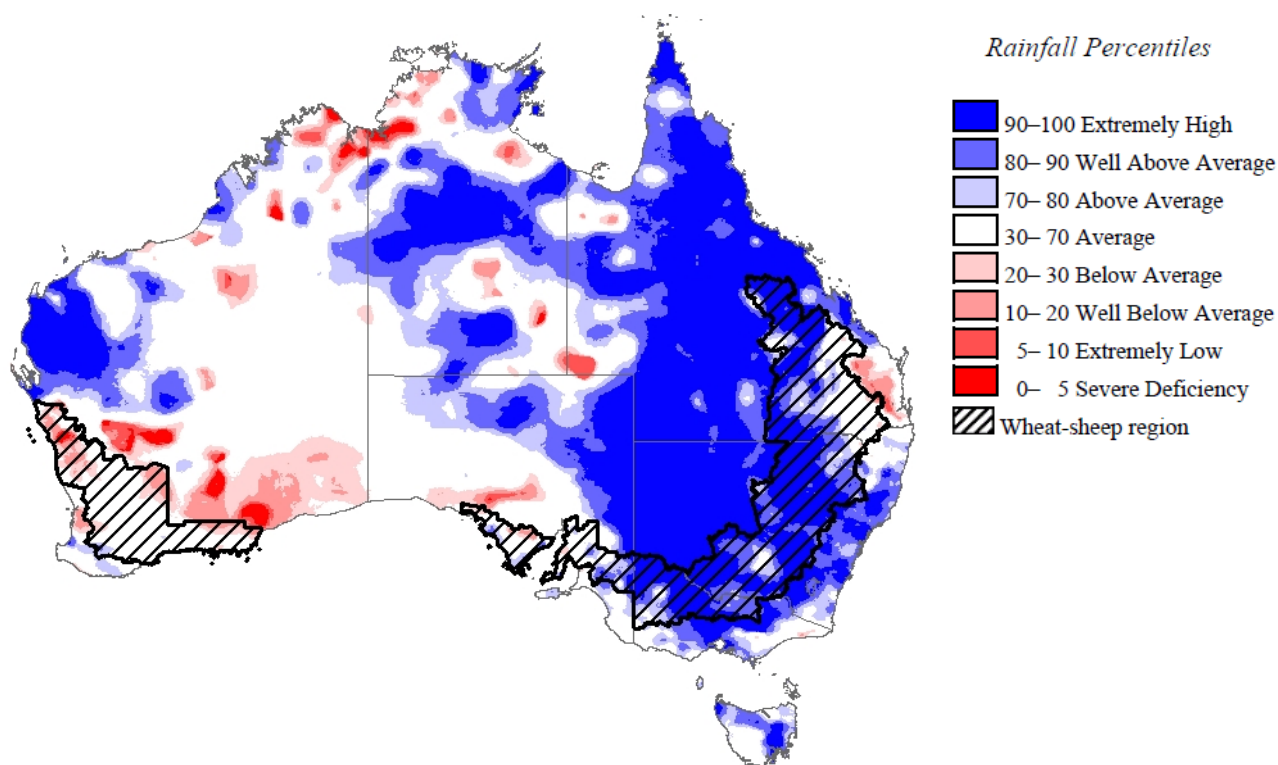 Rainfall Percentiles
90–100 Extremely High
80– 90 Well Above Average
70– 80 Above Average
30– 70 Average
20– 30 Below Average
10– 20 Well Below Average
5– 10 Extremely Low
0– 5 Severe Deficiency
Wheat-sheep region